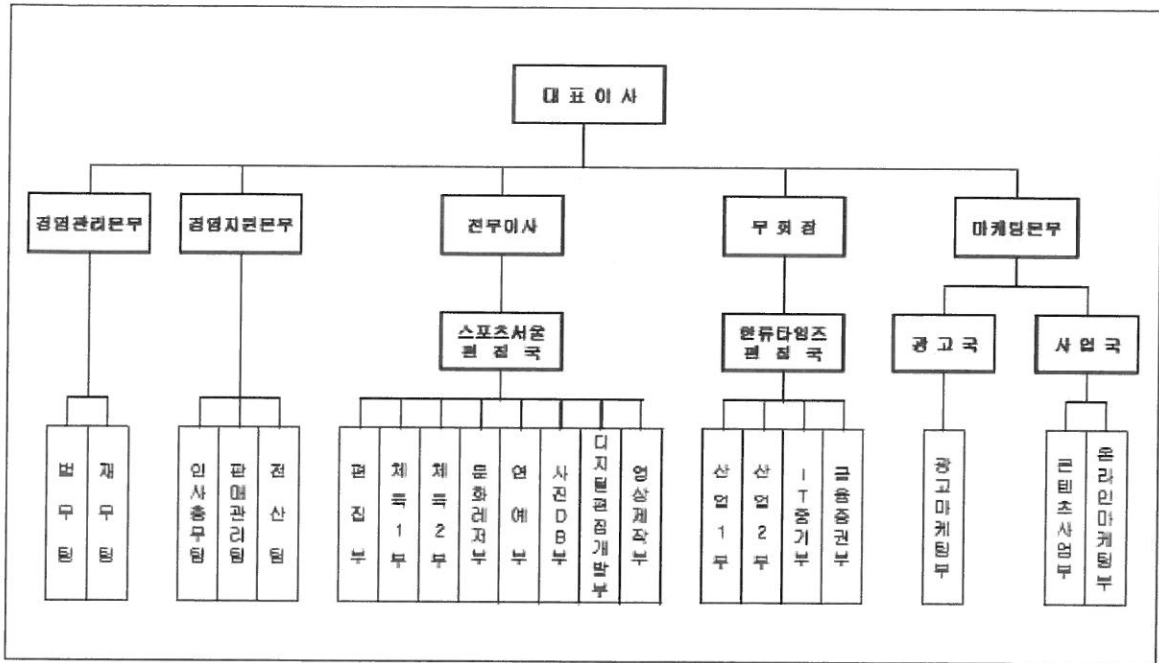 대표이사
경영관리본부
경영지원본부
전무이사
부회장
마케팅본부
스포츠서울
편집국
한류타임즈
편집국
광고국
사업국
법무팀
재무팀
인사총무팀
판매관리팀
전산팀
편집부
체육1부
체육2부
문화레저부
연예부
사진DB부
디지털편집개발부
영상제작부
산업1부
산업2부
IT중기부
금융증권부
광고마케팅부
콘텐츠사업부
온라인마케팅부